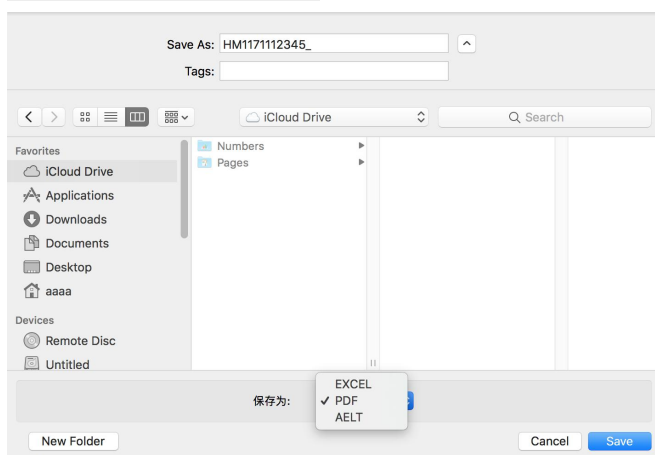 Save As: HM1171112345_
Tags:
iCloud Drive
Search
Favorites
iCloud Drive
Applications
Downloads
Documents
Desktop
aaaa
Devices
Remote Disc
Untitled
Numbers
Pages
保存为:
EXCEL
✓ PDF
AELT
New Folder
Cancel
Save